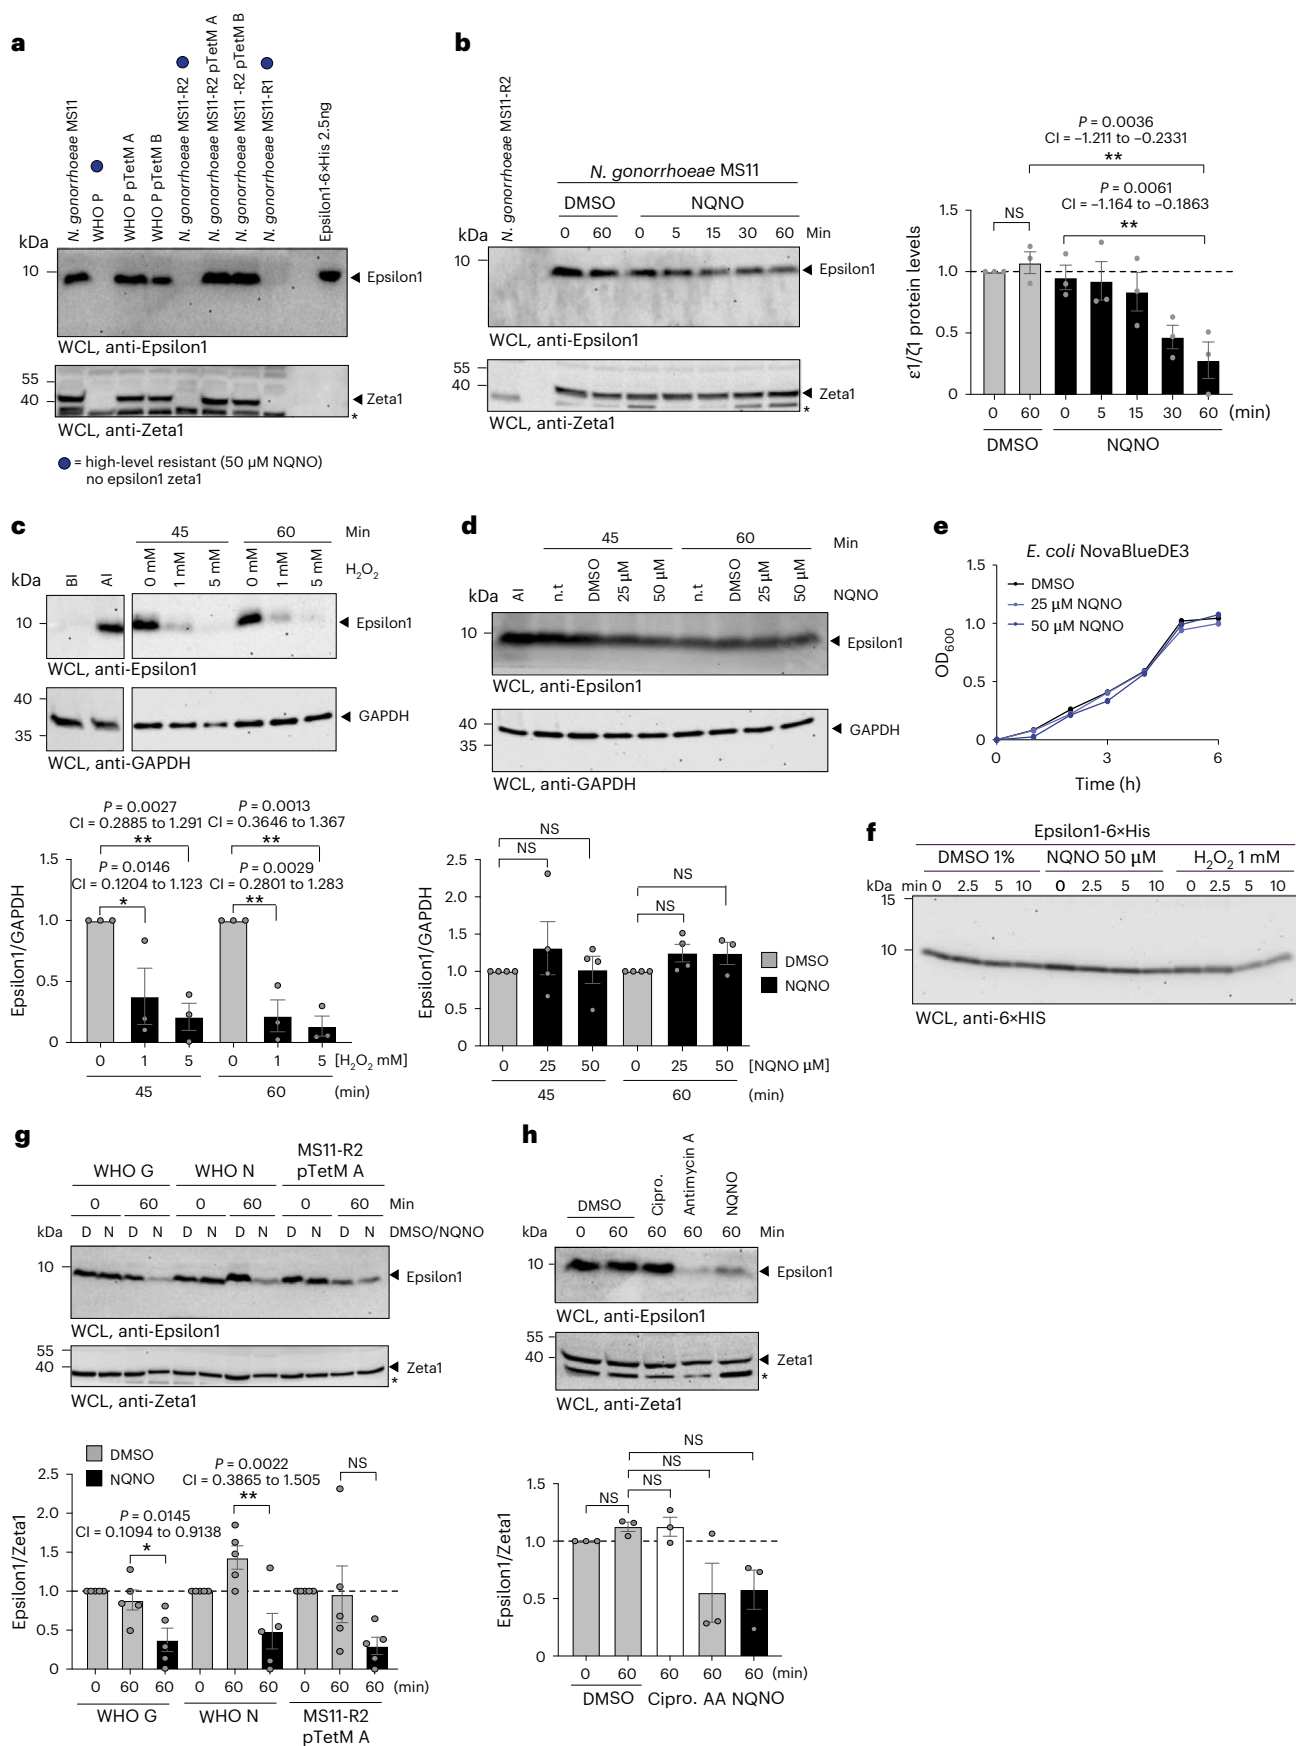 a
N. gonorrhoeae MS11
WHO P
WHO P pTetM A
WHO P pTetM B
N. gonorrhoeae MS11-R2
N. gonorrhoeae MS11-R2 pTetM A
N. gonorrhoeae MS11 -R2 pTetM B
N. gonorrhoeae MS11-R1
Epsilon1-6×His 2.5ng
kDa
10
Epsilon1
WCL, anti-Epsilon1
55
40
Zeta1
*
WCL, anti-Zeta1
= high-level resistant (50 µM NQNO)
no epsilon1 zeta1
b
N. gonorrhoeae MS11-R2
N. gonorrhoeae MS11
DMSO NQNO
kDa 0 60 0 5 15 30 60 Min
10
Epsilon1
WCL, anti-Epsilon1
55
40
Zeta1
*
WCL, anti-Zeta1
P = 0.0036
CI = −1.211 to −0.2331
**
P = 0.0061
CI = −1.164 to −0.1863
**
NS
ε1/ζ1 protein levels
1.5
1.0
0.5
0
0 60 0 5 15 30 60 (min)
DMSO NQNO
c
45 60 Min
kDa BI AI 0 mM 1 mM 5 mM 0 mM 1 mM 5 mM H2O2
10
Epsilon1
WCL, anti-Epsilon1
40
35
GAPDH
WCL, anti-GAPDH
P = 0.0027 P = 0.0013
CI = 0.2885 to 1.291 CI = 0.3646 to 1.367
** **
P = 0.0146 P = 0.0029
CI = 0.1204 to 1.123 CI = 0.2801 to 1.283
* **
Epsilon1/GAPDH
1.5
1.0
0.5
0
0 1 5 0 1 5 [H2O2 mM]
45 60 (min)
d
45 60 Min
kDa AI n.t DMSO 25 µM 50 µM n.t DMSO 25 µM 50 µM NQNO
10
Epsilon1
WCL, anti-Epsilon1
40
35
GAPDH
WCL, anti-GAPDH
NS
NS
NS
NS
Epsilon1/GAPDH
2.5
2.0
1.5
1.0
0.5
0
DMSO
NQNO
0 25 50 0 25 50 [NQNO µM]
45 60 (min)
e
E. coli NovaBlueDE3
DMSO
25 µM NQNO
50 µM NQNO
OD600
1.5
1.0
0.5
0
0 3 6
Time (h)
f
Epsilon1-6×His
DMSO 1% NQNO 50 µM H2O2 1 mM
kDa min 0 2.5 5 10 0 2.5 5 10 0 2.5 5 10
15
10
WCL, anti-6×HIS
g
WHO G WHO N MS11-R2
pTetM A
0 60 0 60 0 60 Min
kDa D N D N D N D N D N D N DMSO/NQNO
10
Epsilon1
WCL, anti-Epsilon1
55
40
Zeta1
*
WCL, anti-Zeta1
DMSO
NQNO
P = 0.0022
CI = 0.3865 to 1.505
**
NS
P = 0.0145
CI = 0.1094 to 0.9138
*
Epsilon1/Zeta1
2.5
2.0
1.5
1.0
0.5
0
0 60 60 0 60 60 0 60 60 (min)
WHO G WHO N MS11-R2
pTetM A
h
DMSO Cipro. Antimycin A NQNO
kDa 0 60 60 60 60 Min
10
Epsilon1
WCL, anti-Epsilon1
55
40
Zeta1
*
WCL, anti-Zeta1
NS
NS
NS
NS
Epsilon1/Zeta1
1.5
1.0
0.5
0
0 60 60 60 60 (min)
DMSO Cipro. AA NQNO